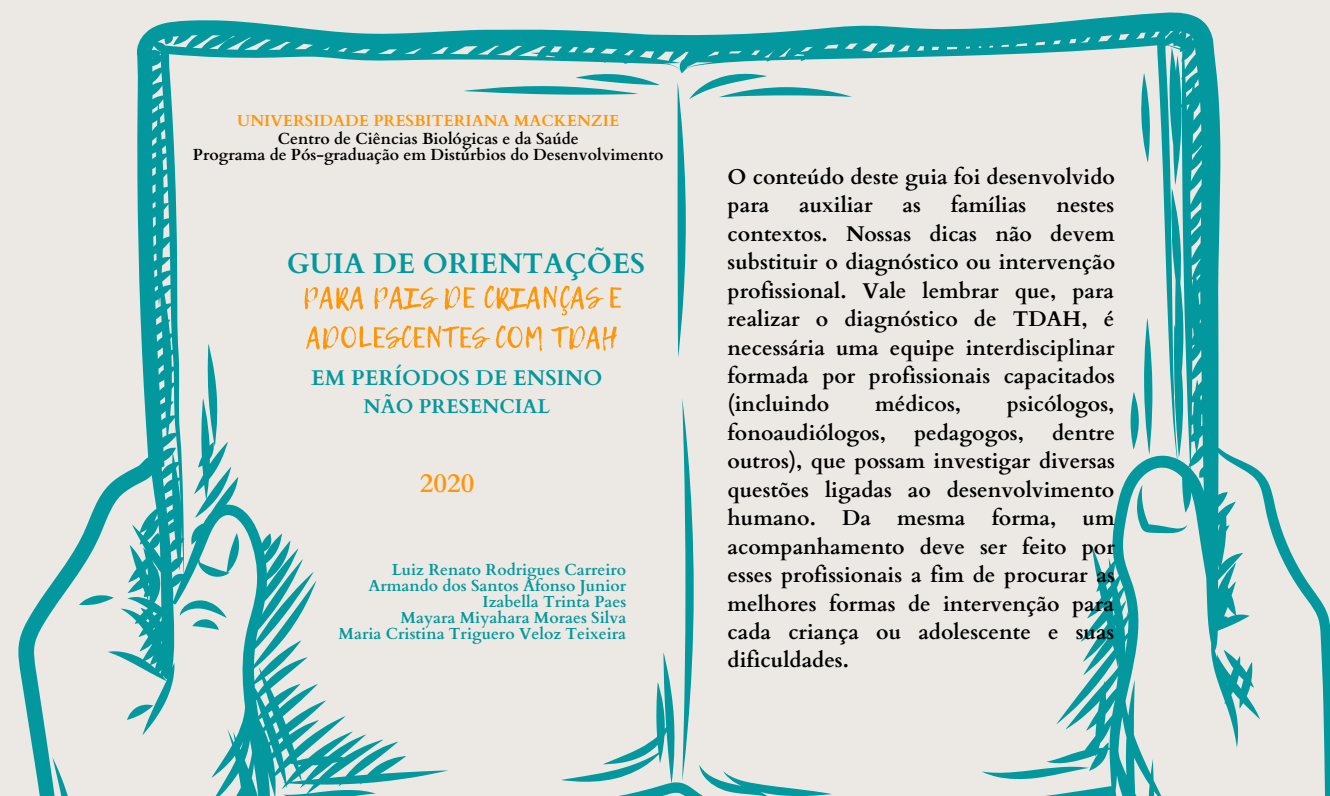 UNIVERSIDADE PRESBITERIANA MACKENZIE
Centro de Ciências Biológicas e da Saúde
Programa de Pós-graduação em Distúrbios do Desenvolvimento
GUIA DE ORIENTAÇÕES
PARA PAIS DE CRIANÇAS E
ADOLESCENTES COM TDAH
EM PERÍODOS DE ENSINO
NÃO PRESENCIAL
2020
Luiz Renato Rodrigues Carreiro
Armando dos Santos Afonso Junior
Izabella Trinta Paes
Mayara Miyahara Moraes Silva
Maria Cristina Triguero Veloz Teixeira
O conteúdo deste guia foi desenvolvido
para auxiliar as famílias nestes
contextos. Nossas dicas não devem
substituir o diagnóstico ou intervenção
profissional. Vale lembrar que, para
realizar o diagnóstico de TDAH, é
necessária uma equipe interdisciplinar
formada por profissionais capacitados
(incluindo médicos, psicólogos,
fonoaudiólogos, pedagogos, dentre
outros), que possam investigar diversas
questões ligadas ao desenvolvimento
humano. Da mesma forma, um
acompanhamento deve ser feito por
esses profissionais a fim de procurar as
melhores formas de intervenção para
cada criança ou adolescente e suas
dificuldades.